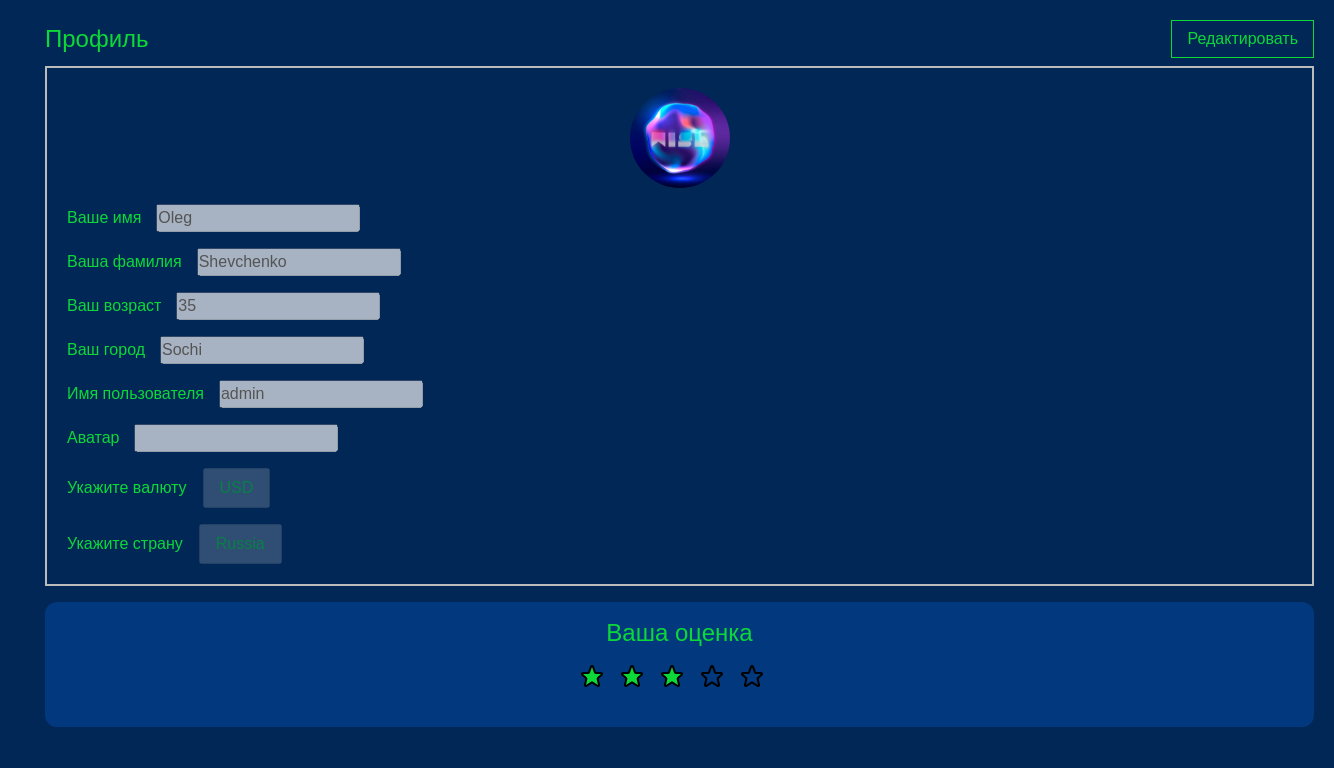 Профиль
Редактировать
Ваше имя Oleg
Ваша фамилия Shevchenko
Ваш возраст 35
Ваш город Sochi
Имя пользователя admin
Аватар
Укажите валюту USD
Укажите страну Russia
Ваша оценка